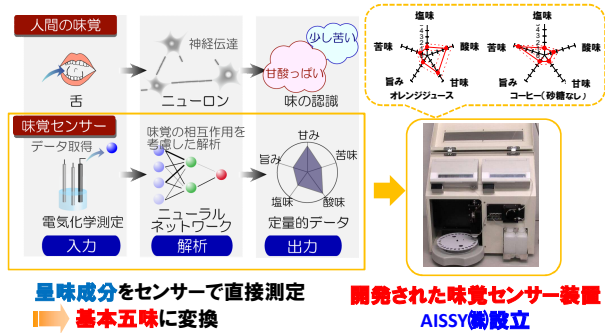 人間の味覚
神経伝達
少し苦い
甘酸っぱい
舌
ニューロン
味の認識
味覚センサー
データ取得
味覚の相互作用を
考慮した解析
甘み
苦味
酸味
塩味
旨み
電気化学測定
ニューラル
ネットワーク
定量的データ
入力
解析
出力
塩味
酸味
甘味
旨み
苦味
オレンジジュース
塩味
酸味
甘味
旨み
苦味
コーヒー(砂糖なし)
量味成分をセンサーで直接測定
基本五味に変換
開発された味覚センサー装置
AISSY㈱設立